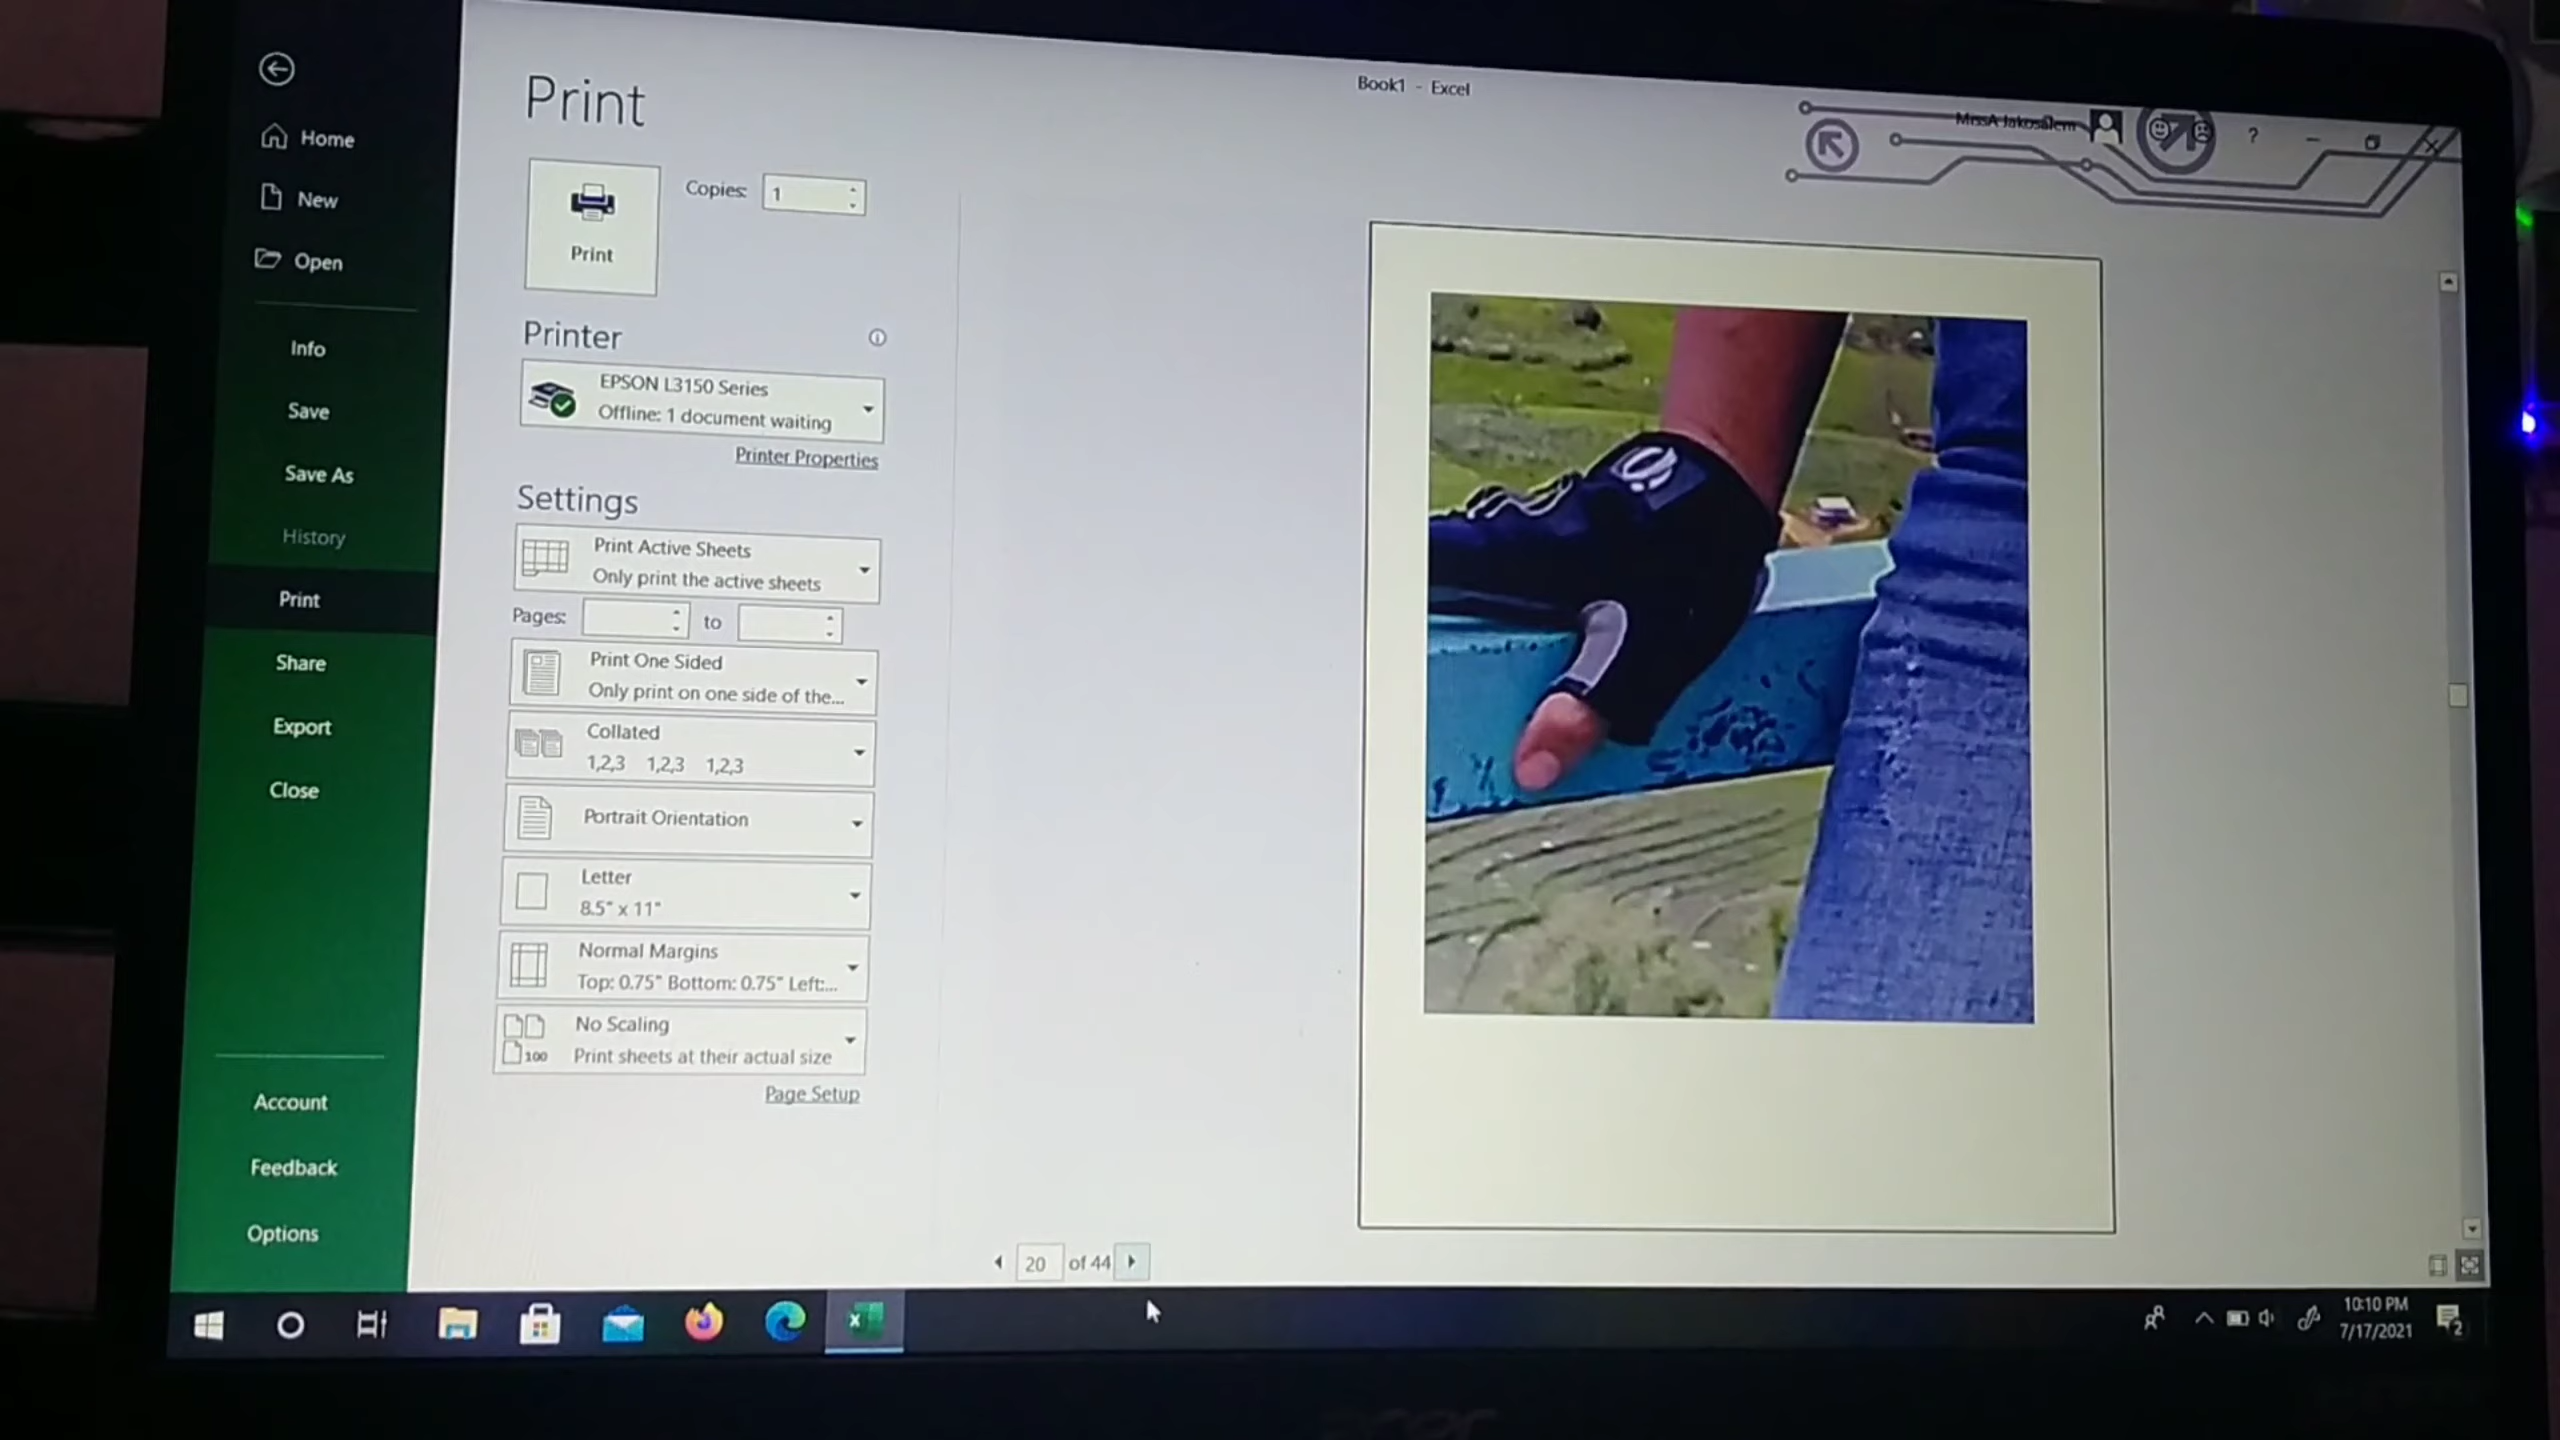 Book1 - Excel
MrssA Jakosalem
?
Home
New
Open
Info
Save
Save As
History
Print
Share
Export
Close
Account
Feedback
Options
Print
Print
Copies: 1
Printer
EPSON L3150 Series
Offline: 1 document waiting
Printer Properties
Settings
Print Active Sheets
Only print the active sheets
Pages: to
Print One Sided
Only print on one side of the...
Collated
1,2,3 1,2,3 1,2,3
Portrait Orientation
Letter
8.5" x 11"
Normal Margins
Top: 0.75" Bottom: 0.75" Left:...
No Scaling
100
Print sheets at their actual size
Page Setup
20 of 44
10:10 PM
7/17/2021
2
acer